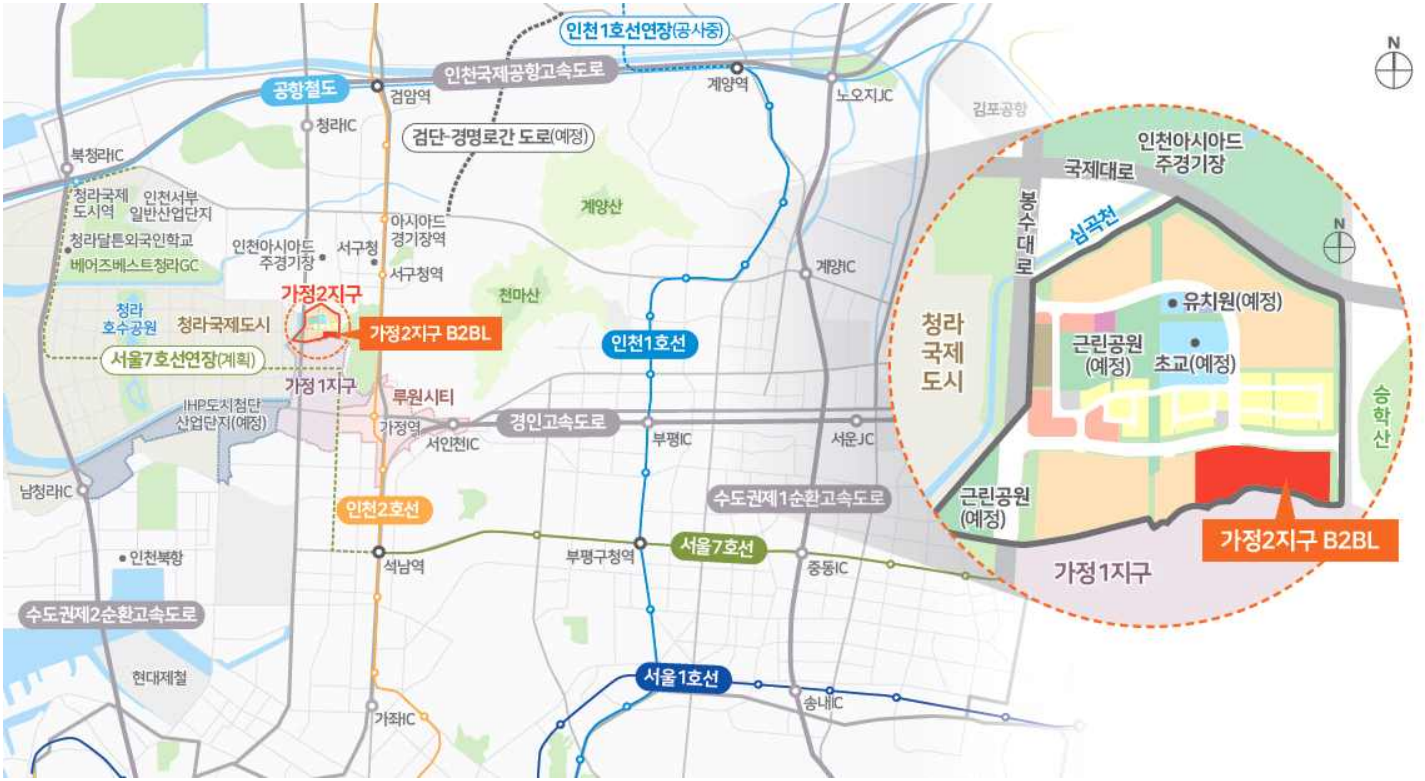 인천1호선연장(공사중)
인천국제공항고속도로
공항철도
검암역
계양역
노오지JC
김포공항
청라IC
검단-경명로간 도로(예정)
북청라IC
청라국제
도시역
인천서부
일반산업단지
계양산
아시아드
경기장역
청라달튼외국인학교
베어즈베스트청라GC
인천아시아드
주경기장
서구청
서구청역
계양IC
천마산
가정2지구
가정2지구 B2BL
청라
호수공원
청라국제도시
서울7호선연장(계획)
인천1호선
가정1지구
루원시티
IHP도시첨단
산업단지(예정)
가정역
서인천IC
경인고속도로
부평IC
서운JC
남청라IC
인천2호선
수도권제1순환고속도로
인천북항
석남역
부평구청역
서울7호선
중동IC
수도권제2순환고속도로
현대제철
서울1호선
가좌IC
송내IC
N
인천아시아드
주경기장
국제대로
봉수대로
심곡천
N
유치원(예정)
청라
국제
도시
근린공원
(예정)
초교(예정)
승학산
근린공원
(예정)
가정2지구 B2BL
가정1지구